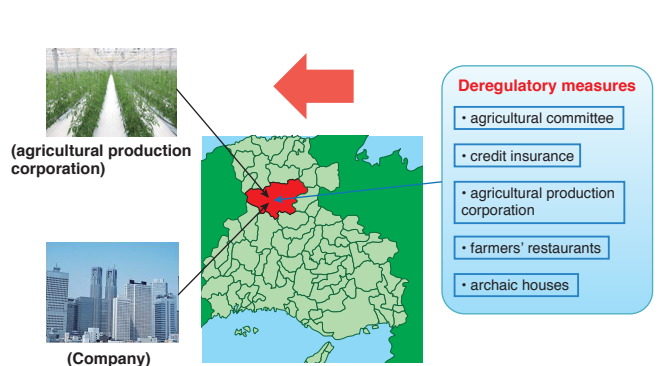 (agricultural production
corporation)
(Company)
Deregulatory measures
• agricultural committee
• credit insurance
• agricultural production
corporation
• farmers' restaurants
• archaic houses